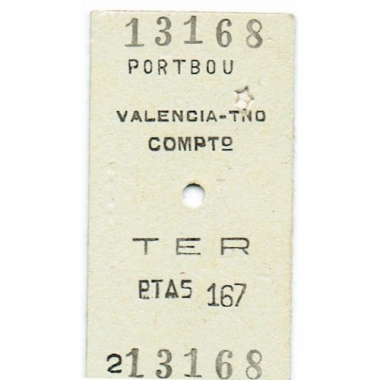 13168
PORTBOU
VALENCIA-TNO
COMPTº
TER
PTAS 167
213168